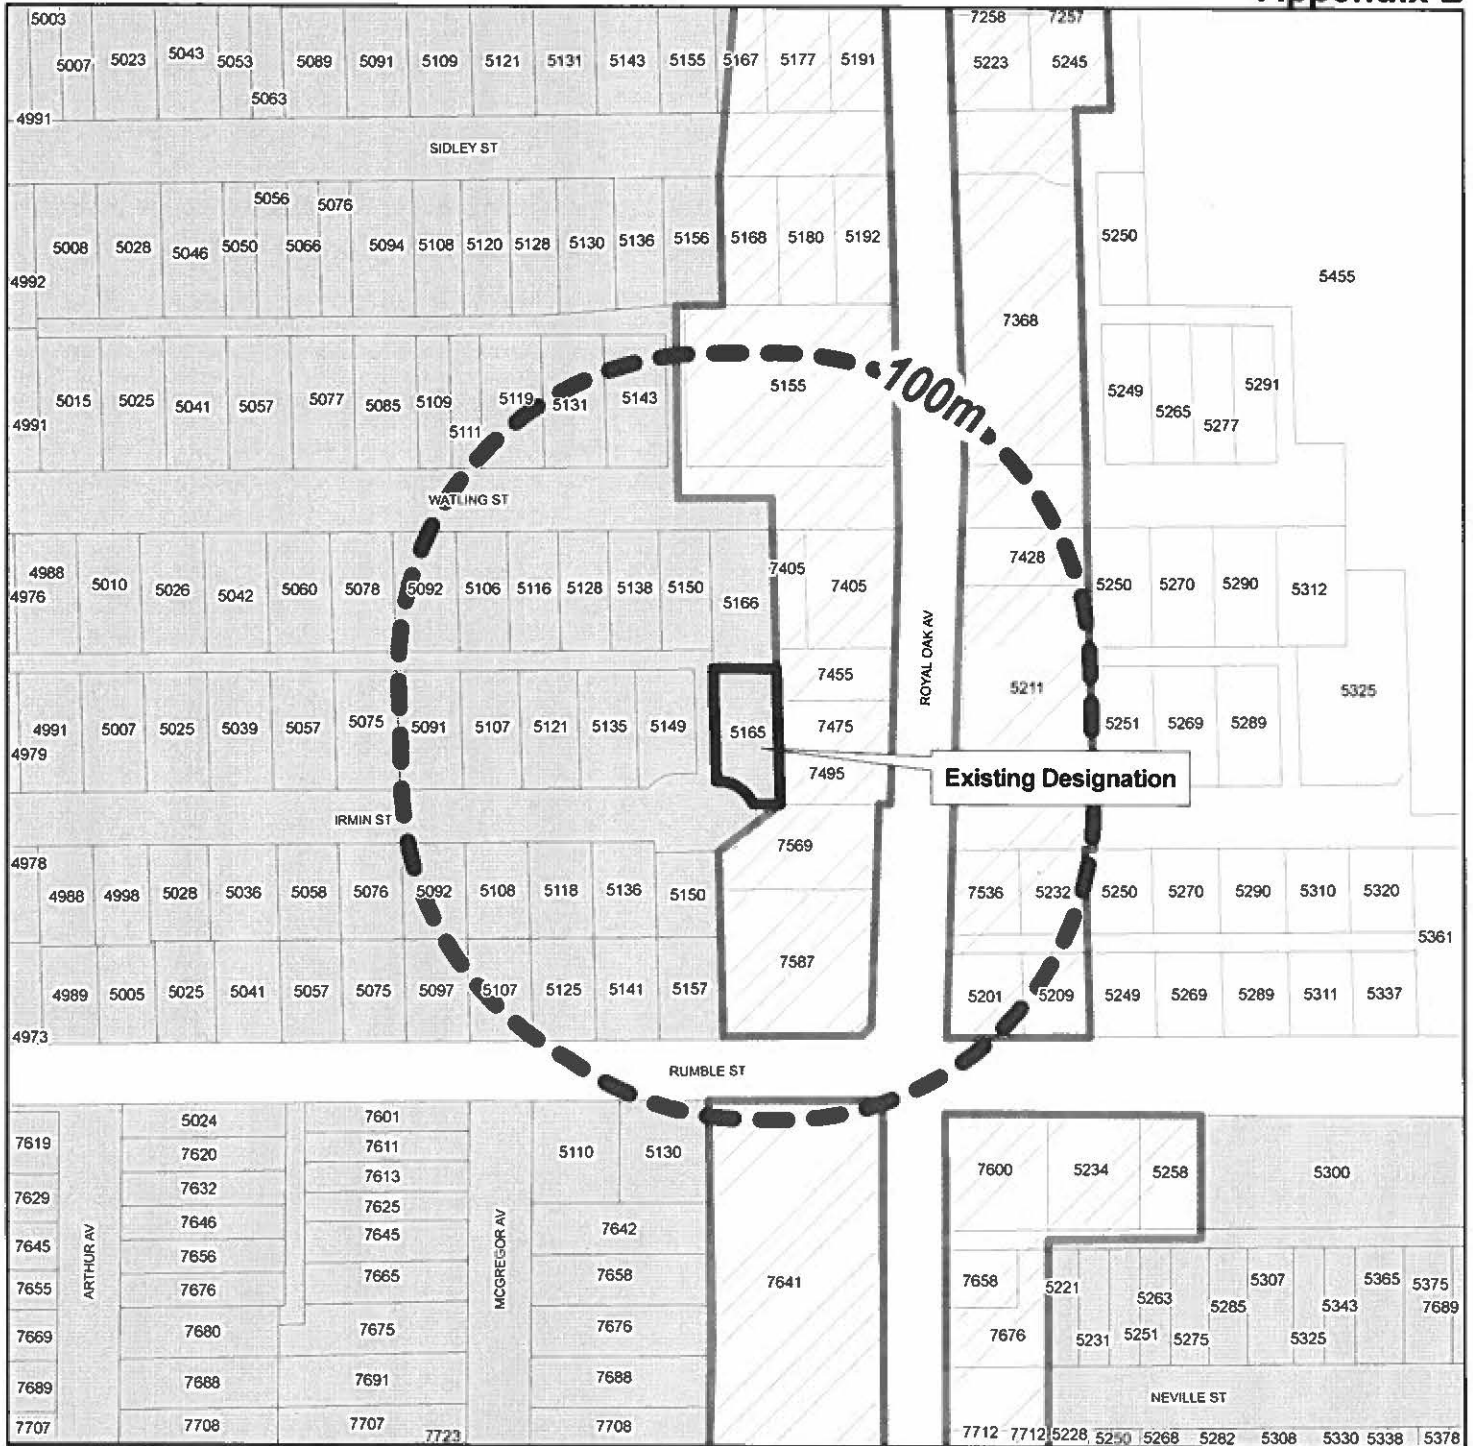 5003
7258 7257
5007 5023 5043 5053 5089 5091 5109 5121 5131 5143 5155 5167 5177 5191 5223 5245
5063
4991
SIDLEY ST
5056 5076
5008 5028 5046 5050 5066 5094 5108 5120 5128 5130 5136 5156 5168 5180 5192 5250
4992
5455
7368
100m
5015 5025 5041 5057 5077 5085 5109 5119 5131 5143 5155 5249 5265 5277 5291
4991
5111
WATLING ST
7428
4988 5010 5026 5042 5060 5078 5092 5106 5116 5128 5138 5150 5166 7405 7405 5250 5270 5290 5312
4976
ROYAL OAK AV
7455
5211
5325
4991 5007 5025 5039 5057 5075 5091 5107 5121 5135 5149 5165 7475 5251 5269 5289
4979
7495
Existing Designation
IRMIN ST
7569
4978
4988 4998 5028 5036 5058 5076 5092 5108 5118 5136 5150 7536 5232 5250 5270 5290 5310 5320
5361
7587
4989 5005 5025 5041 5057 5075 5097 5107 5125 5141 5157 5201 5209 5249 5269 5289 5311 5337
4973
RUMBLE ST
5024 7601
7619 7620 7611 5110 5130 7600 5234 5258 5300
7632 7613
7629 7646 7625
ARTHUR AV
MCGREGOR AV
7645 7656 7645 7642
7655 7676 7665 7658 7641 7658 5221 5263 5285 5307 5343 5365 5375
7689
7669 7680 7675 7676 7676 5231 5251 5275 5325
7689 7688 7691 7688
NEVILLE ST
7707 7708 7707 7723 7708 7712 7712 5228 5250 5268 5282 5308 5330 5338 5378